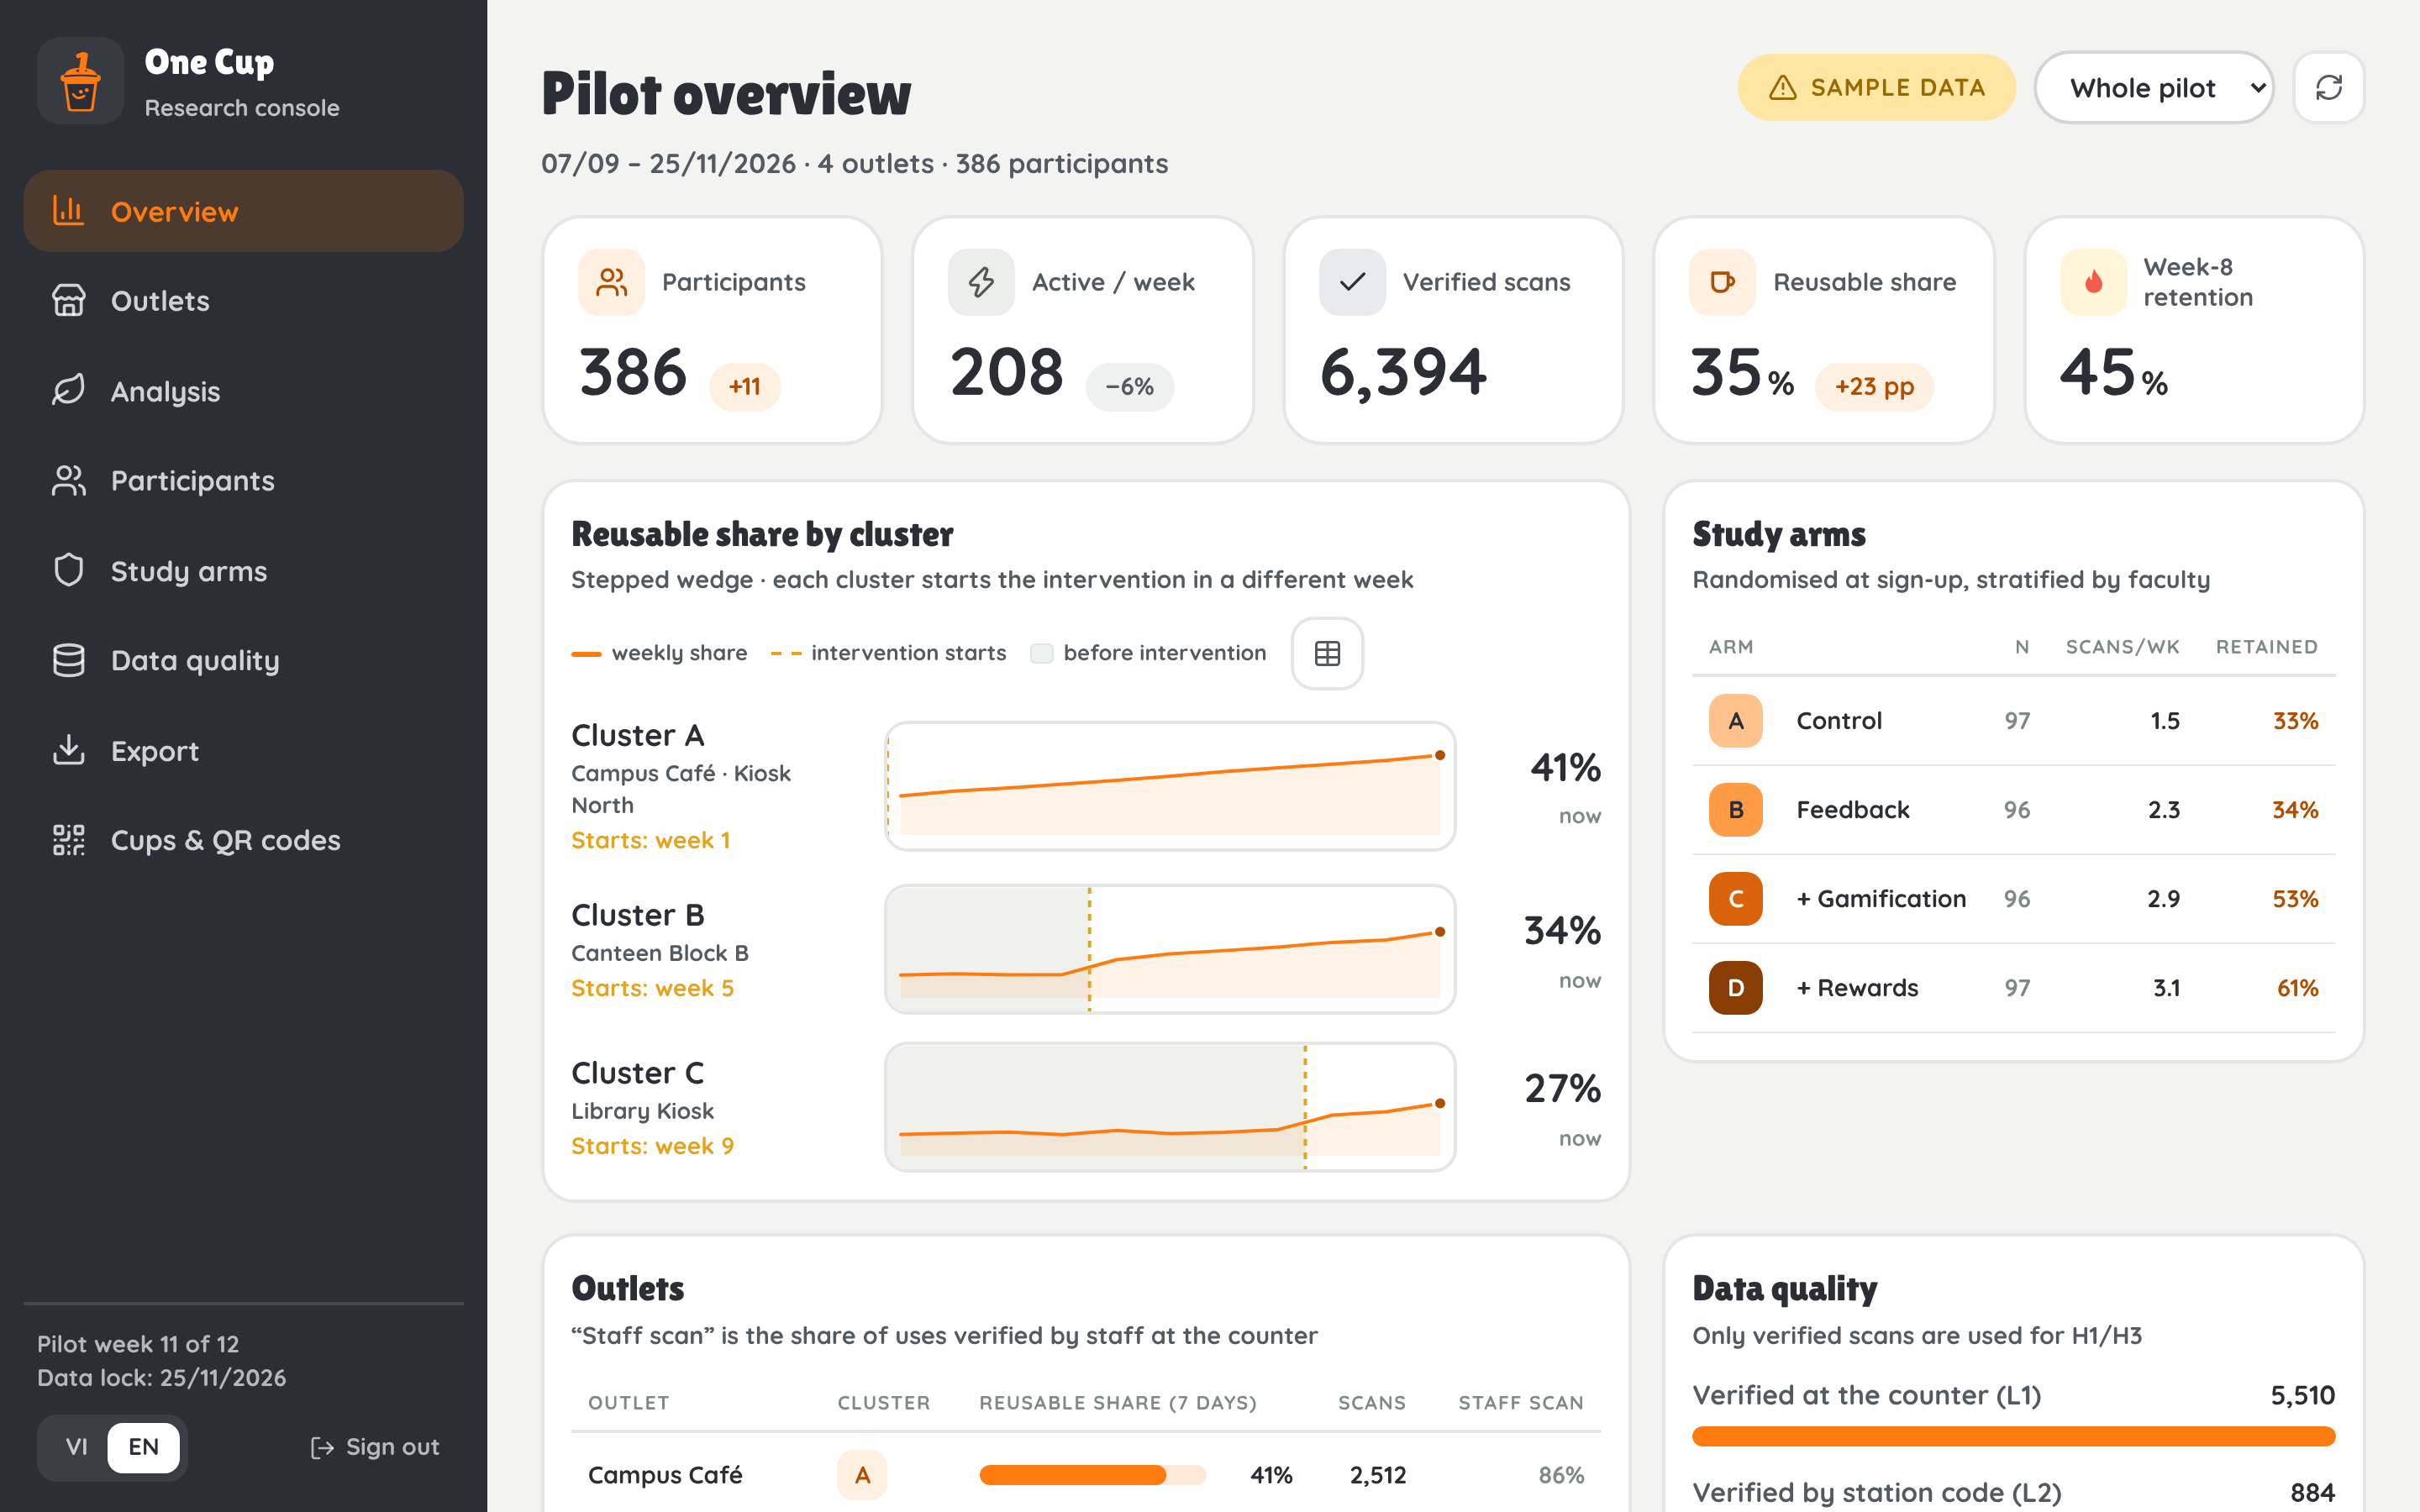 One Cup
Research console
Overview
Outlets
Analysis
Participants
Study arms
Data quality
Export
Cups & QR codes
Pilot week 11 of 12
Data lock: 25/11/2026
VI
EN
Sign out
Pilot overview
SAMPLE DATA
Whole pilot
07/09 – 25/11/2026 · 4 outlets · 386 participants
Participants
386
+11
Active / week
208
−6%
Verified scans
6,394
Reusable share
35%
+23 pp
Week-8
retention
45%
Reusable share by cluster
Stepped wedge · each cluster starts the intervention in a different week
weekly share
intervention starts
before intervention
Cluster A
Campus Café · Kiosk
North
Starts: week 1
41%
now
Cluster B
Canteen Block B
Starts: week 5
34%
now
Cluster C
Library Kiosk
Starts: week 9
27%
now
Study arms
Randomised at sign-up, stratified by faculty
ARM N SCANS/WK RETAINED
A Control 97 1.5 33%
B Feedback 96 2.3 34%
C + Gamification 96 2.9 53%
D + Rewards 97 3.1 61%
Outlets
“Staff scan” is the share of uses verified by staff at the counter
OUTLET CLUSTER REUSABLE SHARE (7 DAYS) SCANS STAFF SCAN
Campus Café A 41% 2,512 86%
Data quality
Only verified scans are used for H1/H3
Verified at the counter (L1) 5,510
Verified by station code (L2) 884